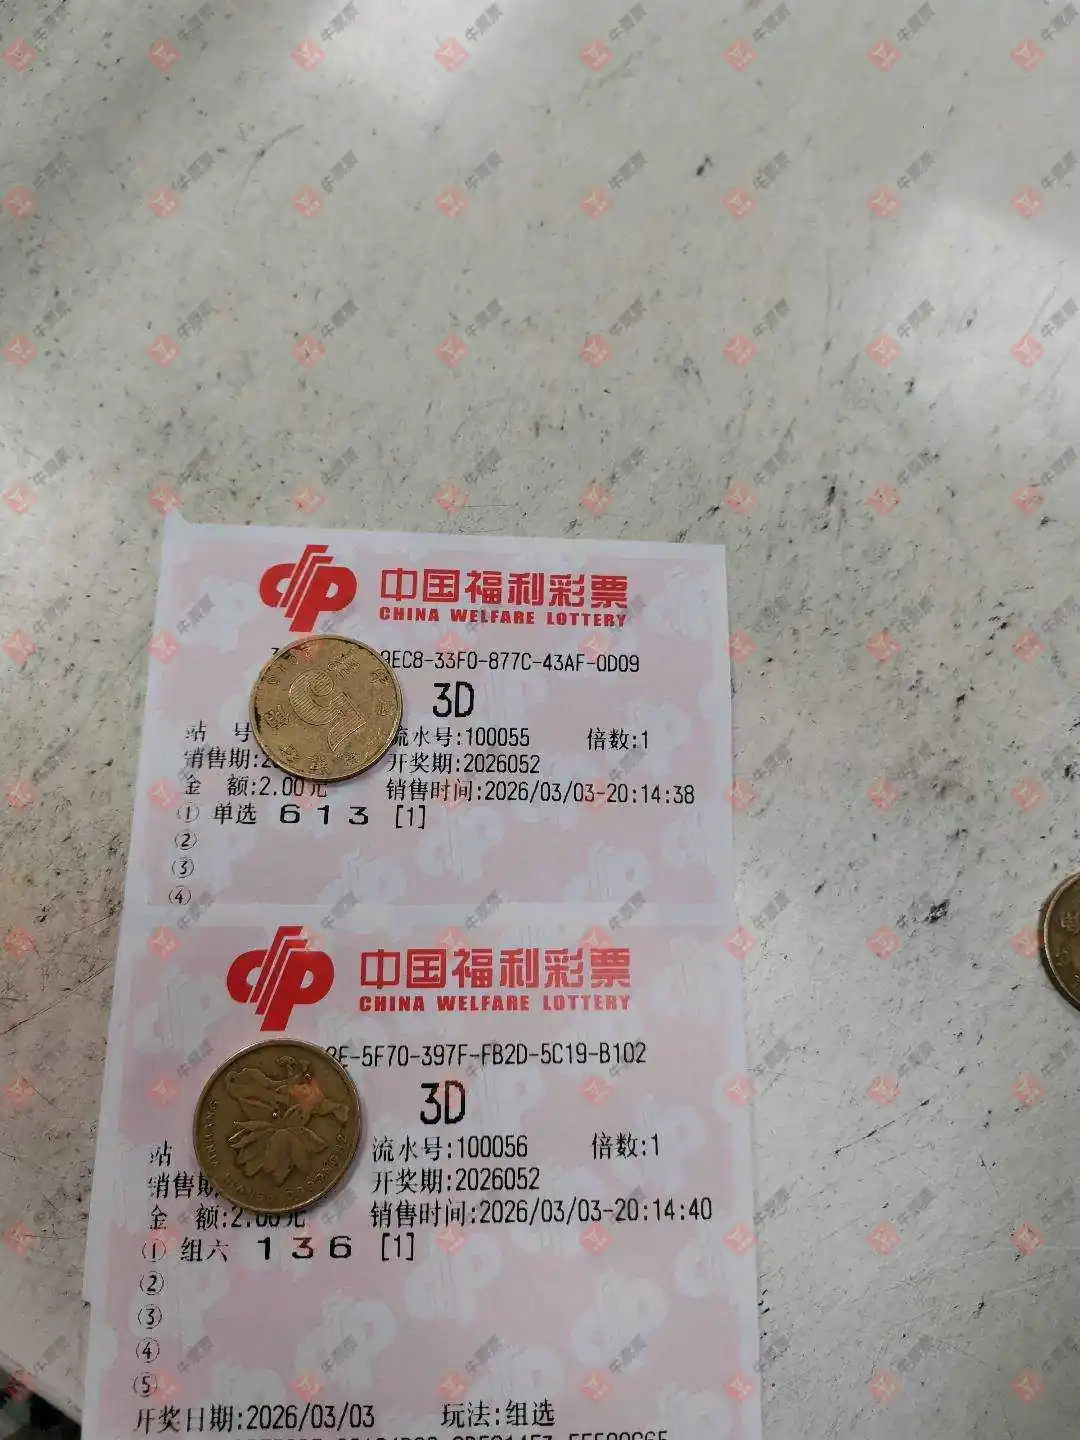 中国福利彩票
CHINA WELFARE LOTTERY
9EC8-33F0-877C-43AF-0D09
3D
站 号 流水号:100055 倍数:1
销售期:2 开奖期:2026052
金 额:2.00元 销售时间:2026/03/03-20:14:38
① 单选 6 1 3 [1]
②
③
④
中国福利彩票
CHINA WELFARE LOTTERY
2E-5F70-397F-FB2D-5C19-B102
3D
站 流水号:100056 倍数:1
销售期 开奖期:2026052
金 额:2.00元 销售时间:2026/03/03-20:14:40
① 组六 1 3 6 [1]
②
③
④
⑤
开奖日期:2026/03/03 玩法:组选